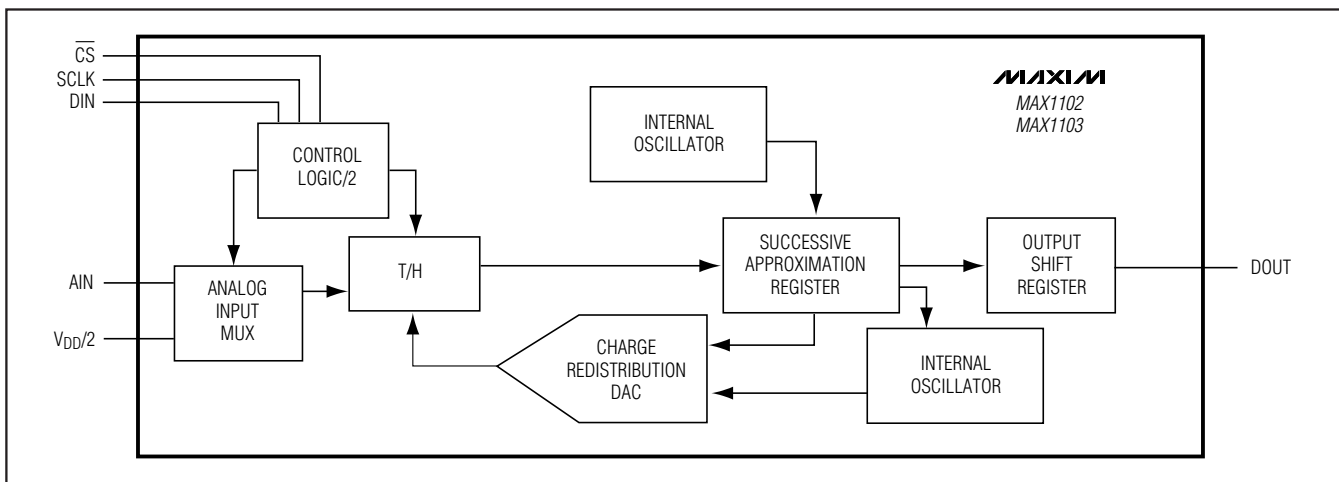 CS
SCLK
DIN
MAXIM
MAX1102
MAX1103
INTERNAL
OSCILLATOR
CONTROL
LOGIC/2
AIN
VDD/2
ANALOG
INPUT
MUX
T/H
SUCCESSIVE
APPROXIMATION
REGISTER
OUTPUT
SHIFT
REGISTER
DOUT
CHARGE
REDISTRIBUTION
DAC
INTERNAL
OSCILLATOR